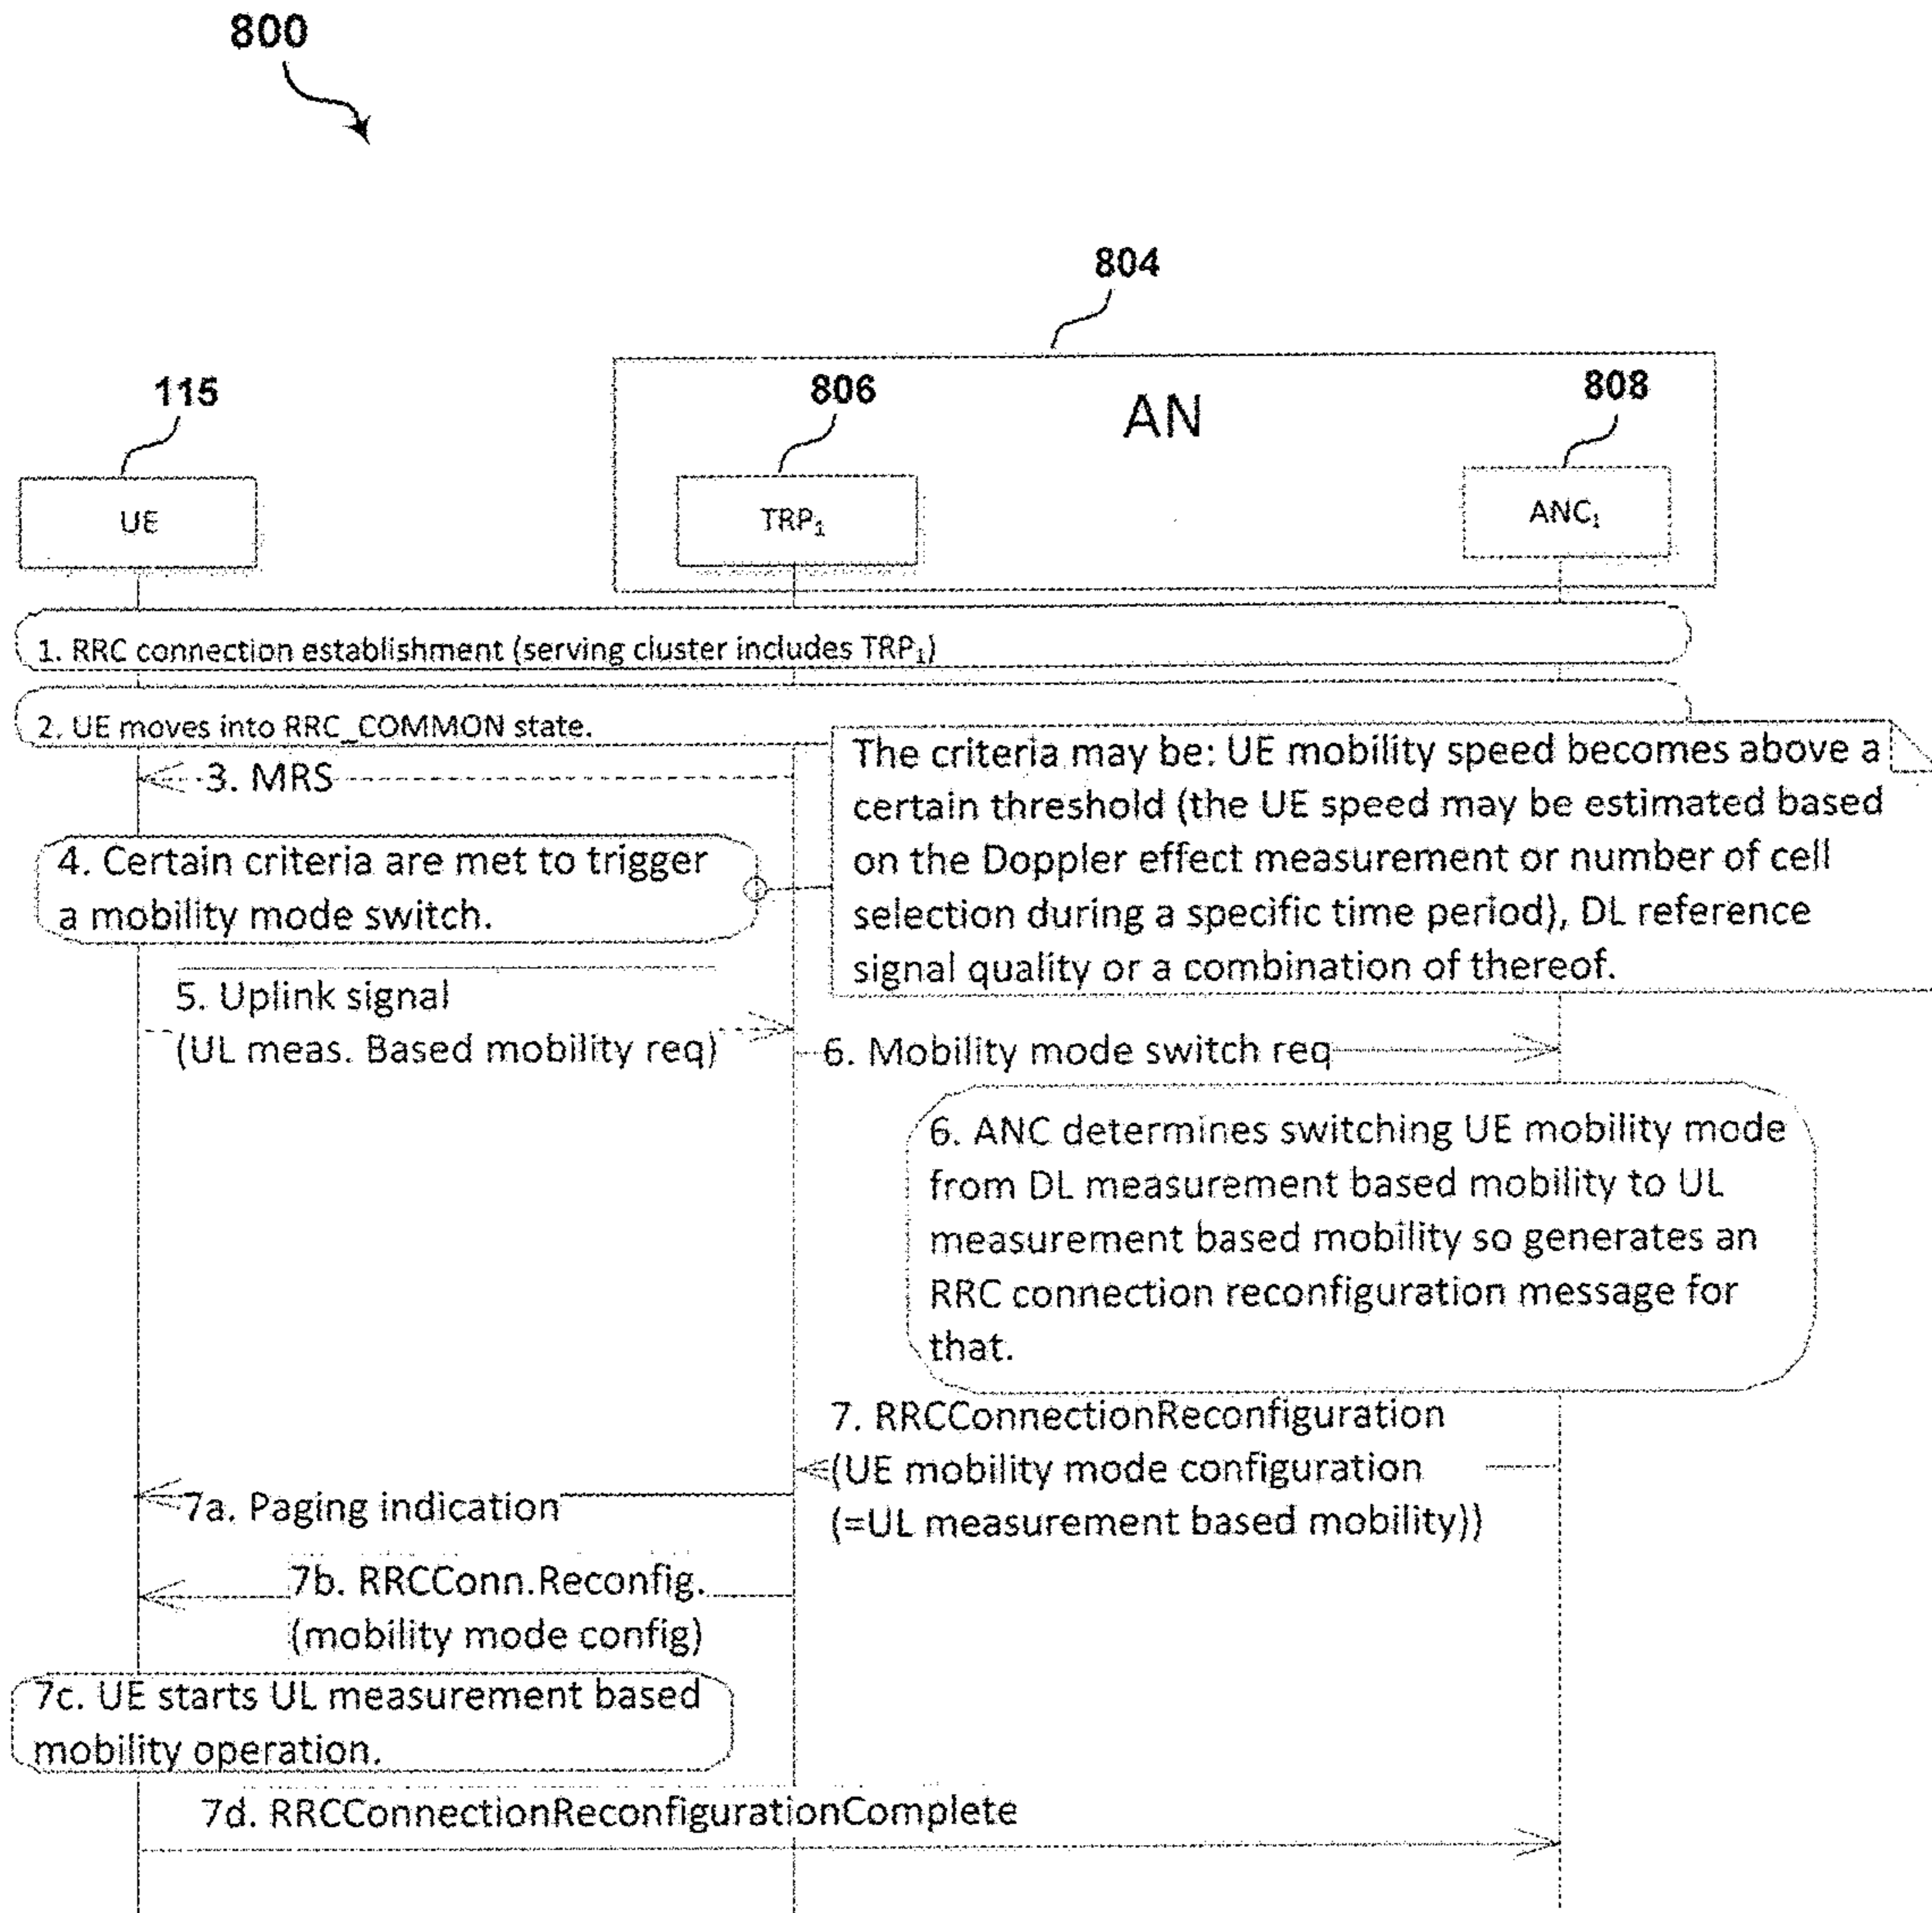 800
804
115
806
AN
808
UE
TRP₁
ANC₁
1. RRC connection establishment (serving cluster includes TRP₁)
2. UE moves into RRC_COMMON state.
3. MRS
The criteria may be: UE mobility speed becomes above a
certain threshold (the UE speed may be estimated based
on the Doppler effect measurement or number of cell
selection during a specific time period), DL reference
signal quality or a combination of thereof.
4. Certain criteria are met to trigger
a mobility mode switch.
5. Uplink signal
(UL meas. Based mobility req)
6. Mobility mode switch req
6. ANC determines switching UE mobility mode
from DL measurement based mobility to UL
measurement based mobility so generates an
RRC connection reconfiguration message for
that.
7. RRCConnectionReconfiguration
(UE mobility mode configuration
(=UL measurement based mobility))
7a. Paging indication
7b. RRCConn.Reconfig.
(mobility mode config)
7c. UE starts UL measurement based
mobility operation.
7d. RRCConnectionReconfigurationComplete